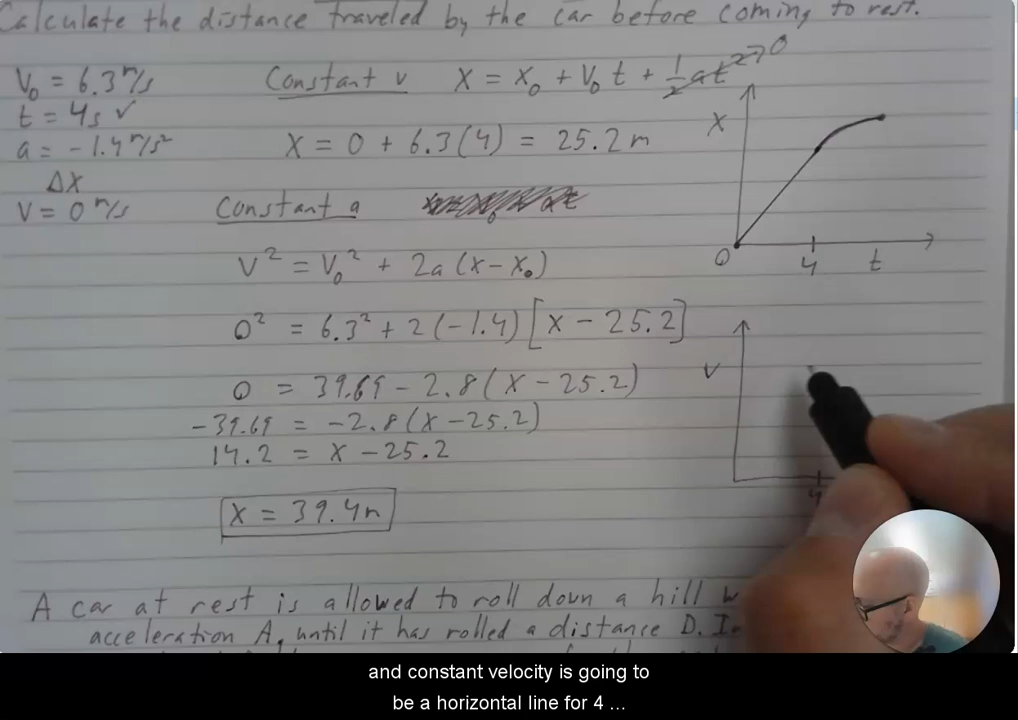 Calculate the distance traveled by the car before coming to rest.
V₀ = 6.3 m/s
t = 4s ✓
a = -1.4 m/s²
ΔX
V = 0 m/s
Constant v X = X₀ + V₀ t + ½at² → 0
X = 0 + 6.3(4) = 25.2 m
Constant a
V² = V₀² + 2a (X - X₀)
0² = 6.3² + 2(-1.4)[X - 25.2]
0 = 39.69 - 2.8(X - 25.2)
-39.69 = -2.8(X - 25.2)
14.2 = X - 25.2
X = 39.4m
X
0 4 t
V
4
A car at rest is allowed to roll down a hill w
acceleration A, until it has rolled a distance D. I
and constant velocity is going to
be a horizontal line for 4 ...